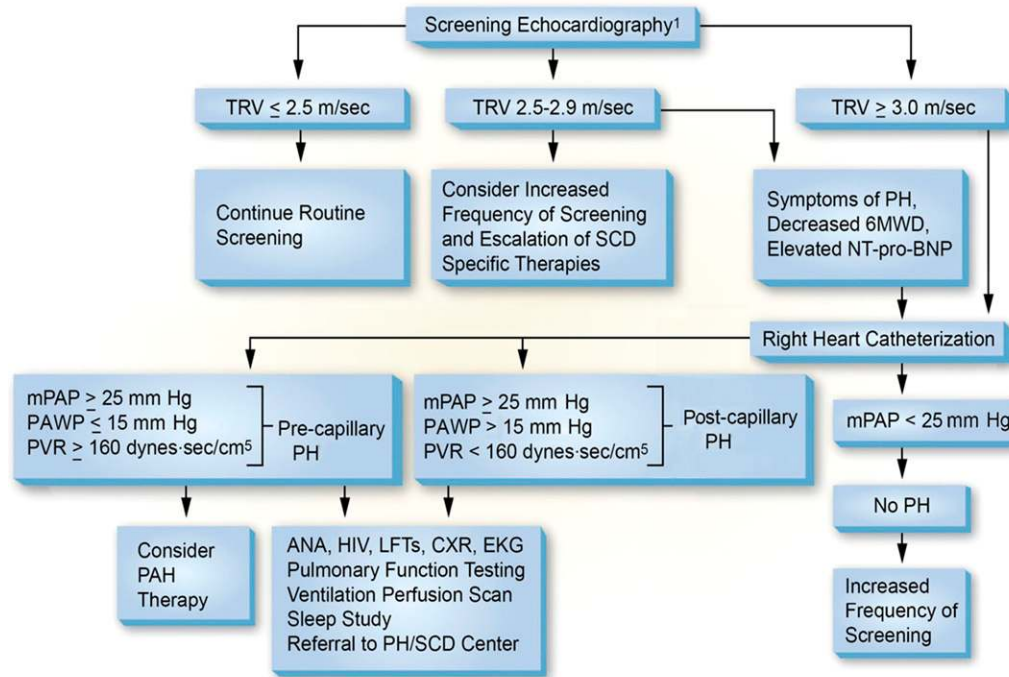 Screening Echocardiography¹
TRV ≤ 2.5 m/sec
TRV 2.5-2.9 m/sec
TRV ≥ 3.0 m/sec
Continue Routine
Screening
Consider Increased
Frequency of Screening
and Escalation of SCD
Specific Therapies
Symptoms of PH,
Decreased 6MWD,
Elevated NT-pro-BNP
Right Heart Catheterization
mPAP ≥ 25 mm Hg
PAWP ≤ 15 mm Hg
PVR ≥ 160 dynes·sec/cm⁵
Pre-capillary
PH
mPAP ≥ 25 mm Hg
PAWP > 15 mm Hg
PVR < 160 dynes·sec/cm⁵
Post-capillary
PH
mPAP < 25 mm Hg
No PH
Consider
PAH
Therapy
ANA, HIV, LFTs, CXR, EKG
Pulmonary Function Testing
Ventilation Perfusion Scan
Sleep Study
Referral to PH/SCD Center
Increased
Frequency of
Screening